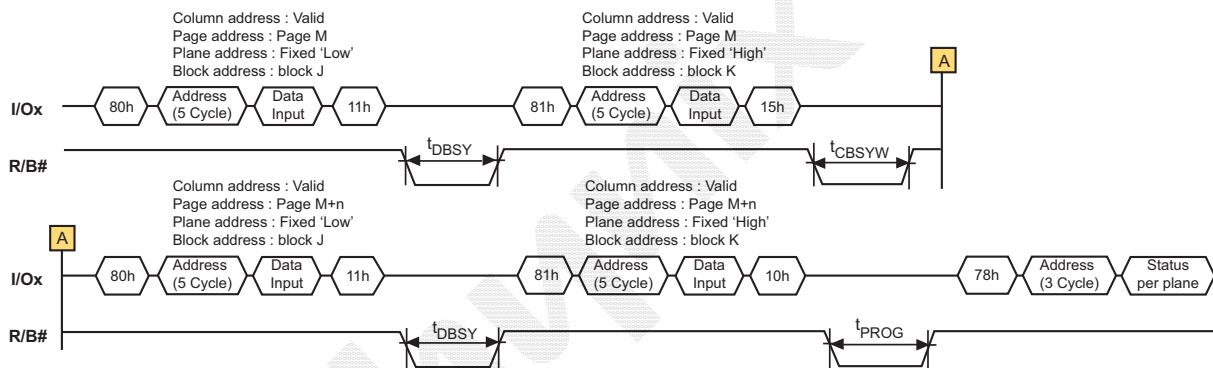 Column address : Valid
Page address : Page M
Plane address : Fixed ‘Low’
Block address : block J
Column address : Valid
Page address : Page M
Plane address : Fixed ‘High’
Block address : block K
A
I/Ox
80h
Address
(5 Cycle)
Data
Input
11h
81h
Address
(5 Cycle)
Data
Input
15h
R/B#
tDBSY
tCBSYW
Column address : Valid
Page address : Page M+n
Plane address : Fixed ‘Low’
Block address : block J
Column address : Valid
Page address : Page M+n
Plane address : Fixed ‘High’
Block address : block K
A
I/Ox
80h
Address
(5 Cycle)
Data
Input
11h
81h
Address
(5 Cycle)
Data
Input
10h
78h
Address
(3 Cycle)
Status
per plane
R/B#
tDBSY
tPROG